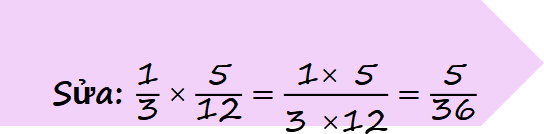 Sửa: 1/3 × 5/12 = (1× 5)/(3 ×12) = 5/36